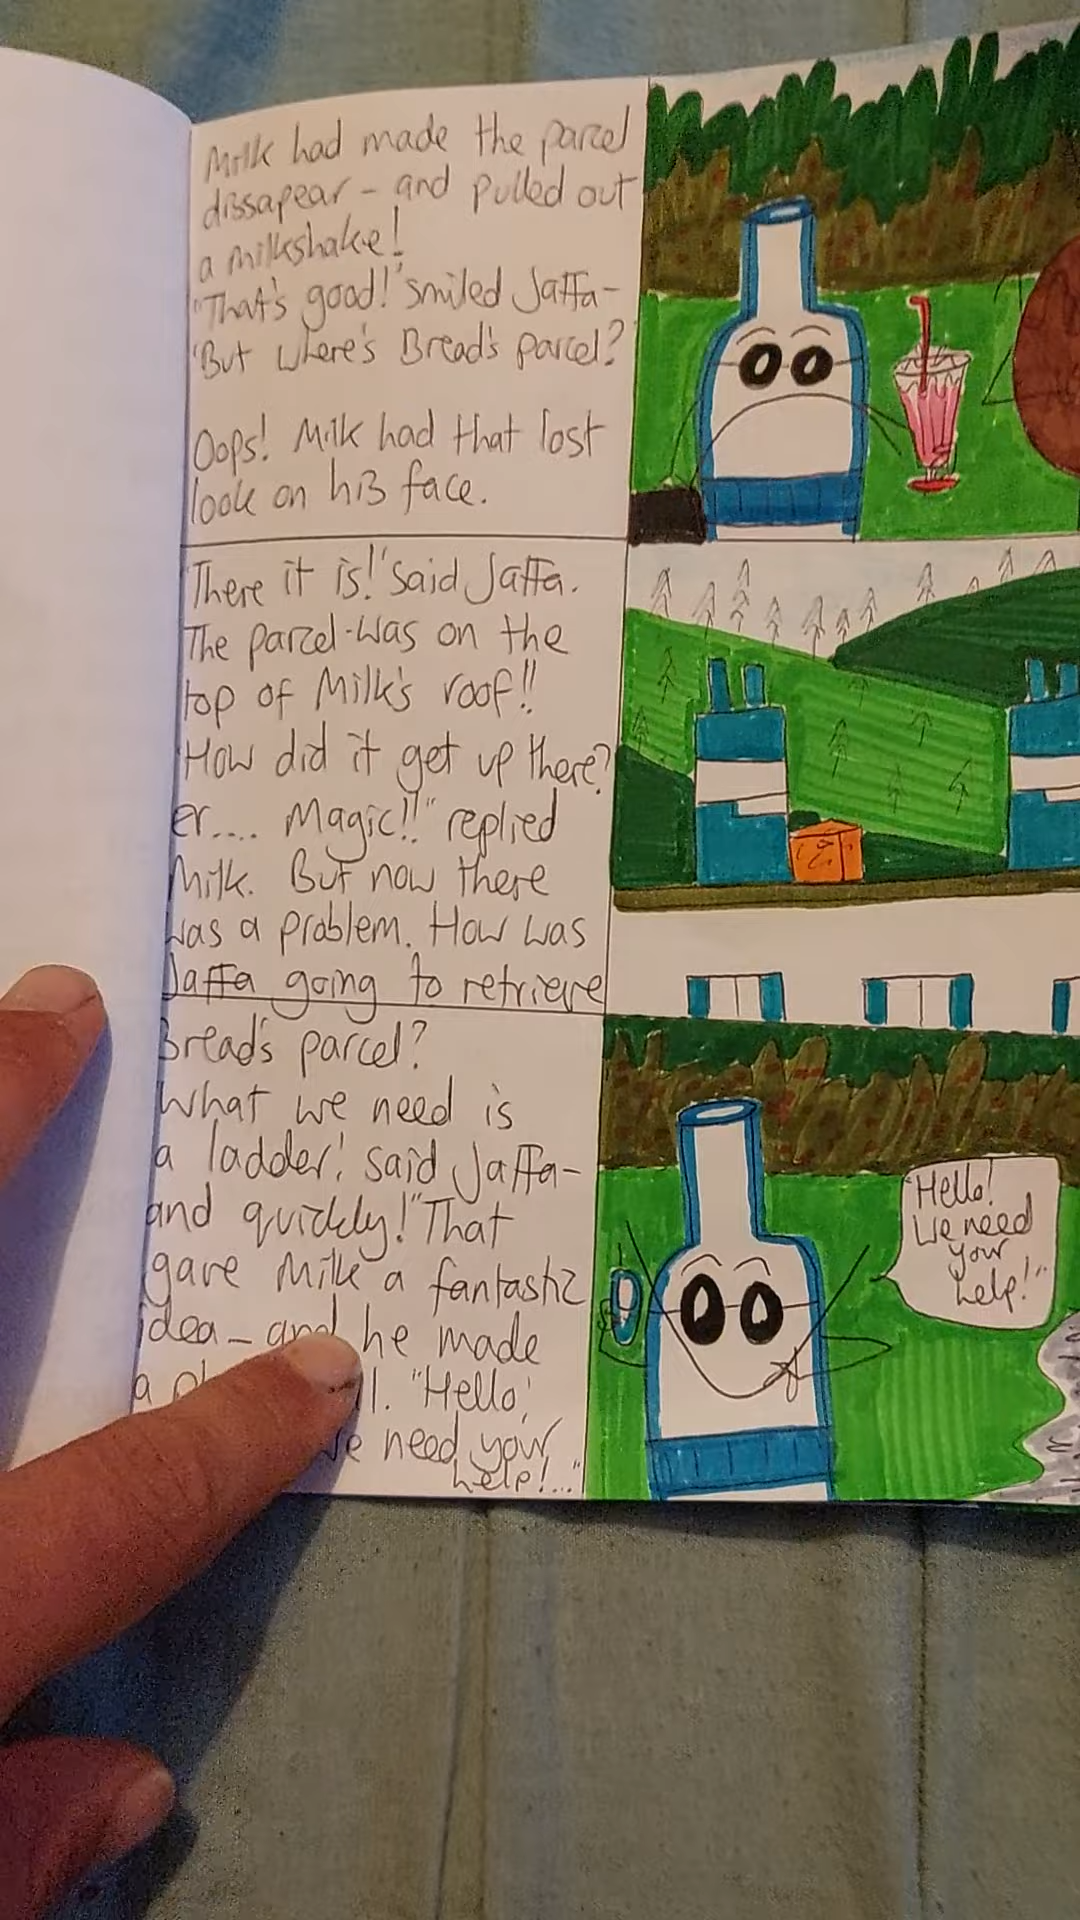 Milk had made the parcel
dissapear – and pulled out
a milkshake!
"That's good!' smiled Jaffa –
'But where's Bread's parcel?'
Oops! Milk had that lost
look on his face.
There it is!' said Jaffa.
The parcel was on the
top of Milk's roof!!
'How did it get up there?
er.... Magic!!" replied
Milk. But now there
was a problem. How was
Jaffa going to retrieve
Bread's parcel?
What we need is
a ladder! said Jaffa –
and quickly!" That
gave Milk a fantastic
idea – and he made
a
"Hello!
we need your
help!..."
"Hello!
We need
your
help!"